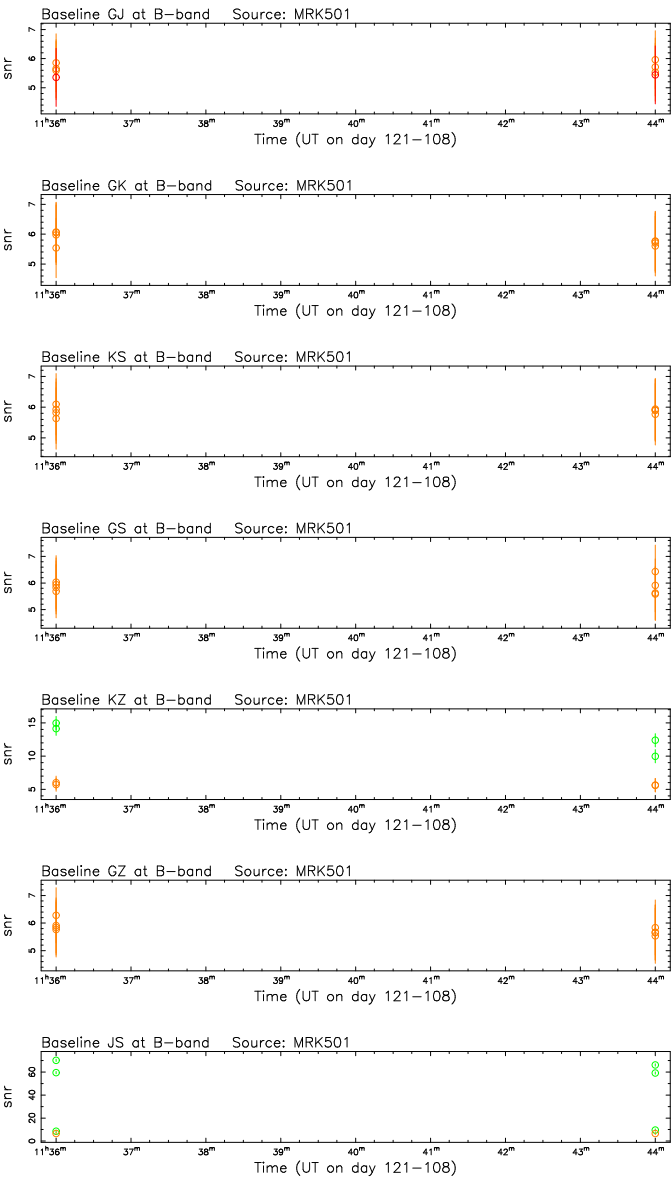 Baseline GJ at B-band Source: MRK501
snr
7
6
5
11h36m 37m 38m 39m 40m 41m 42m 43m 44m
Time (UT on day 121-108)
Baseline GK at B-band Source: MRK501
snr
7
6
5
11h36m 37m 38m 39m 40m 41m 42m 43m 44m
Time (UT on day 121-108)
Baseline KS at B-band Source: MRK501
snr
7
6
5
11h36m 37m 38m 39m 40m 41m 42m 43m 44m
Time (UT on day 121-108)
Baseline GS at B-band Source: MRK501
snr
7
6
5
11h36m 37m 38m 39m 40m 41m 42m 43m 44m
Time (UT on day 121-108)
Baseline KZ at B-band Source: MRK501
snr
15
10
5
11h36m 37m 38m 39m 40m 41m 42m 43m 44m
Time (UT on day 121-108)
Baseline GZ at B-band Source: MRK501
snr
7
6
5
11h36m 37m 38m 39m 40m 41m 42m 43m 44m
Time (UT on day 121-108)
Baseline JS at B-band Source: MRK501
snr
60
40
20
0
11h36m 37m 38m 39m 40m 41m 42m 43m 44m
Time (UT on day 121-108)